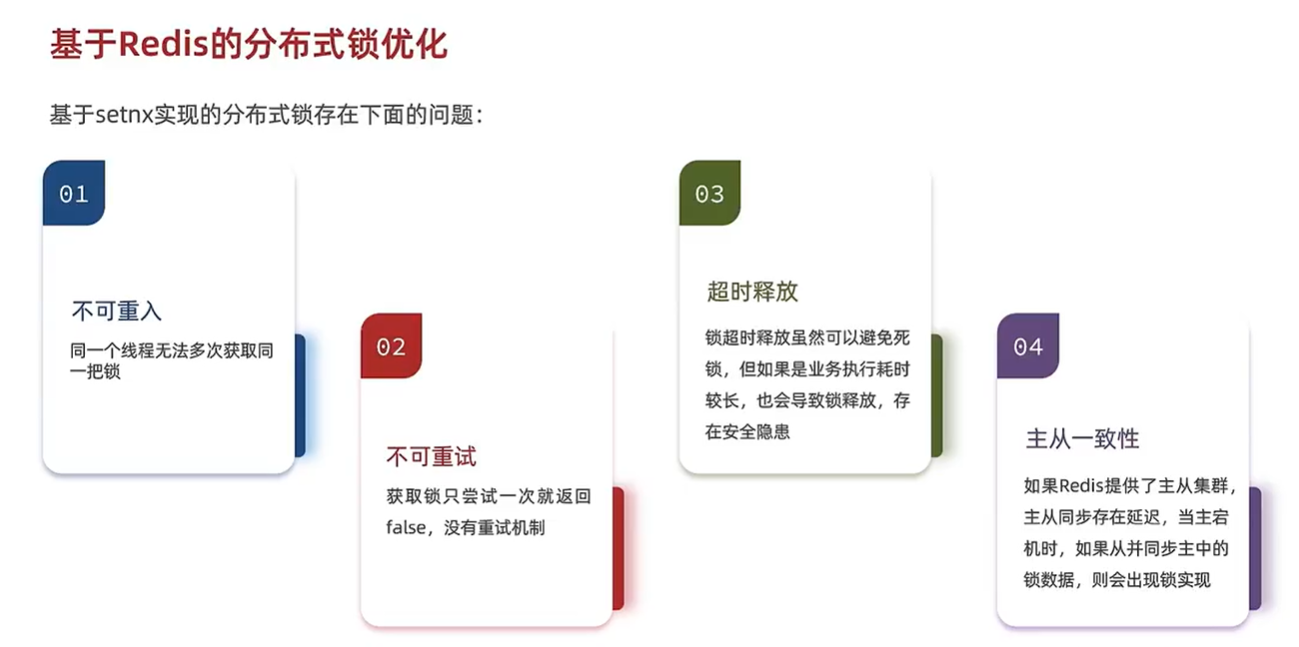 基于Redis的分布式锁优化
基于setnx实现的分布式锁存在下面的问题：
01
不可重入
同一个线程无法多次获取同
一把锁
02
不可重试
获取锁只尝试一次就返回
false，没有重试机制
03
超时释放
锁超时释放虽然可以避免死
锁，但如果是业务执行耗时
较长，也会导致锁释放，存
在安全隐患
04
主从一致性
如果Redis提供了主从集群，
主从同步存在延迟，当主宕
机时，如果从并同步主中的
锁数据，则会出现锁实现